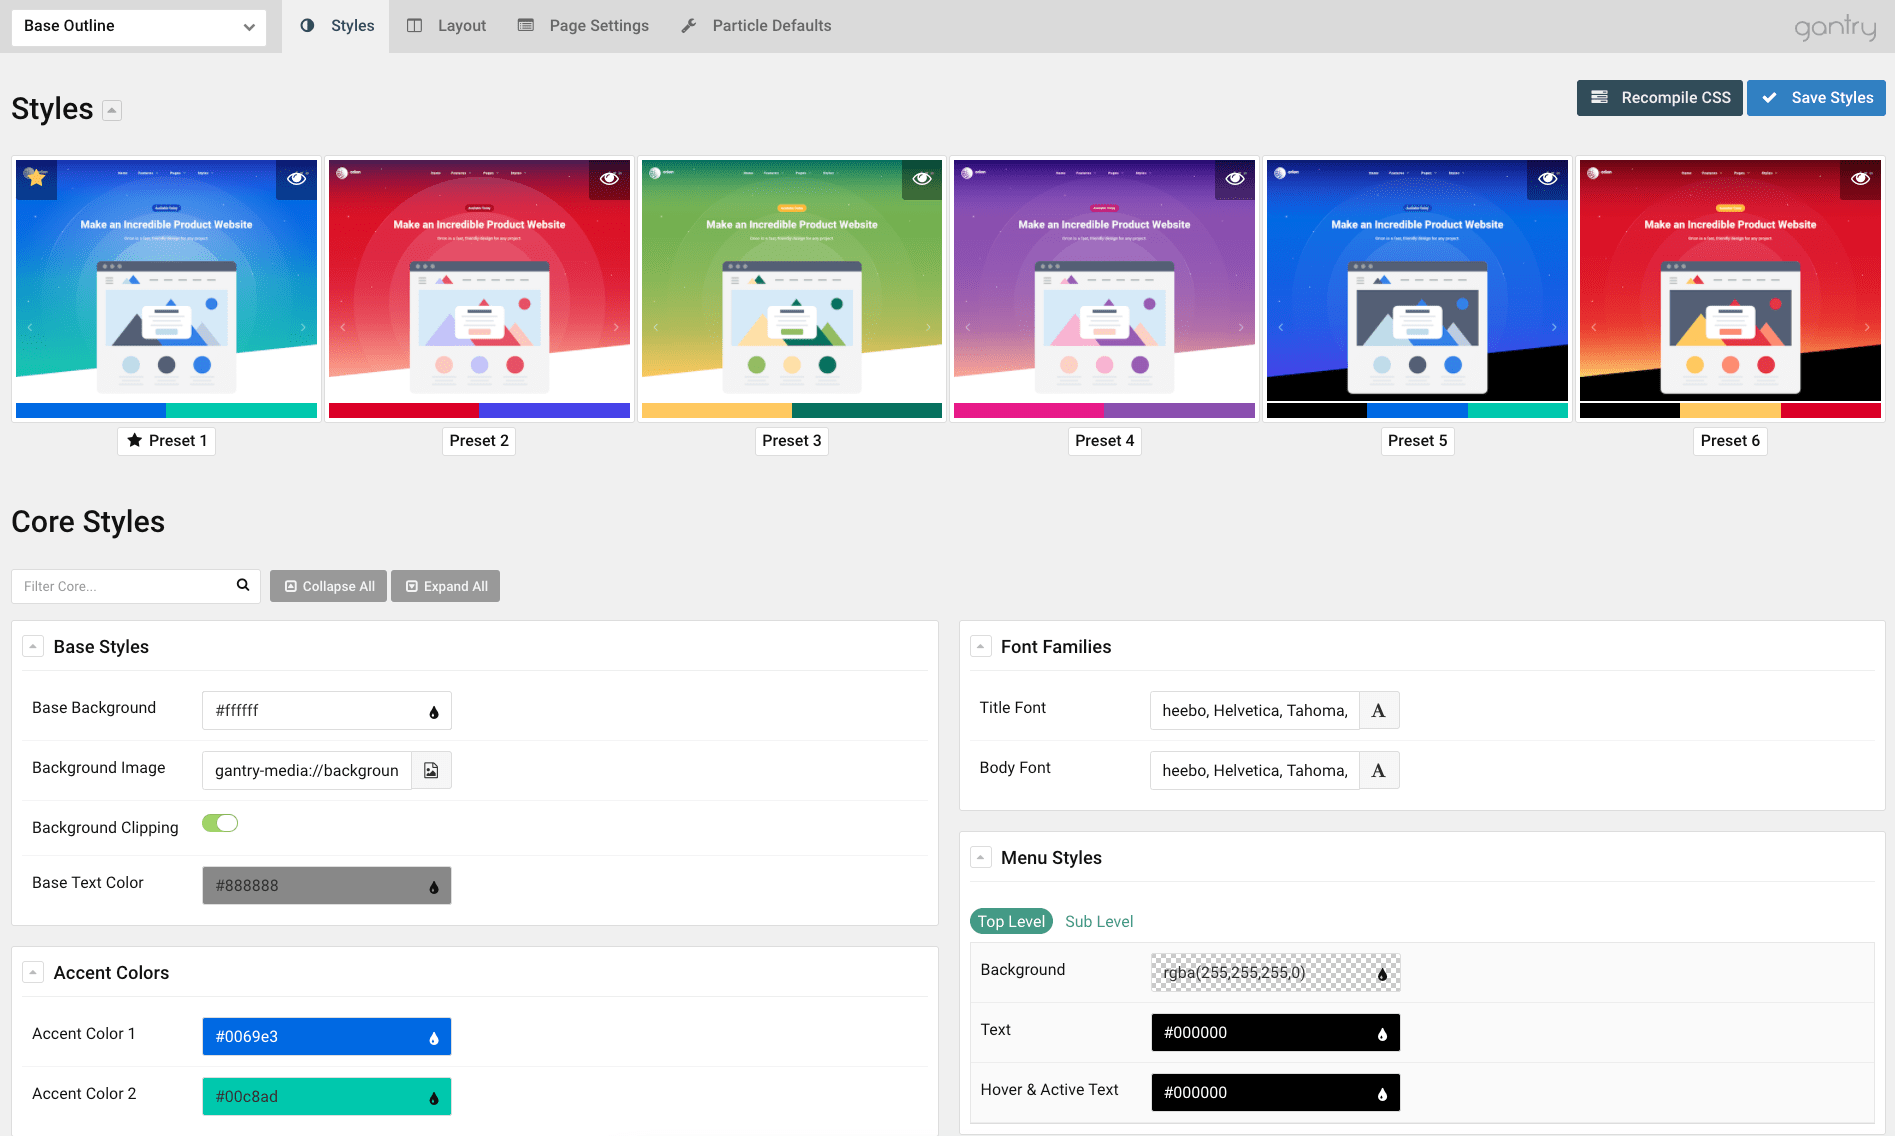 Base Outline
Styles
Layout
Page Settings
Particle Defaults
gantry
Styles
Recompile CSS
Save Styles
Make an Incredible Product Website
Make an Incredible Product Website
Make an Incredible Product Website
Make an Incredible Product Website
Make an Incredible Product Website
Make an Incredible Product Website
Preset 1
Preset 2
Preset 3
Preset 4
Preset 5
Preset 6
Core Styles
Filter Core...
Collapse All
Expand All
Base Styles
Base Background
#ffffff
Background Image
gantry-media://backgroun
Background Clipping
Base Text Color
#888888
Accent Colors
Accent Color 1
#0069e3
Accent Color 2
#00c8ad
Font Families
Title Font
heebo, Helvetica, Tahoma,
A
Body Font
heebo, Helvetica, Tahoma,
A
Menu Styles
Top Level
Sub Level
Background
rgba(255,255,255,0)
Text
#000000
Hover & Active Text
#000000